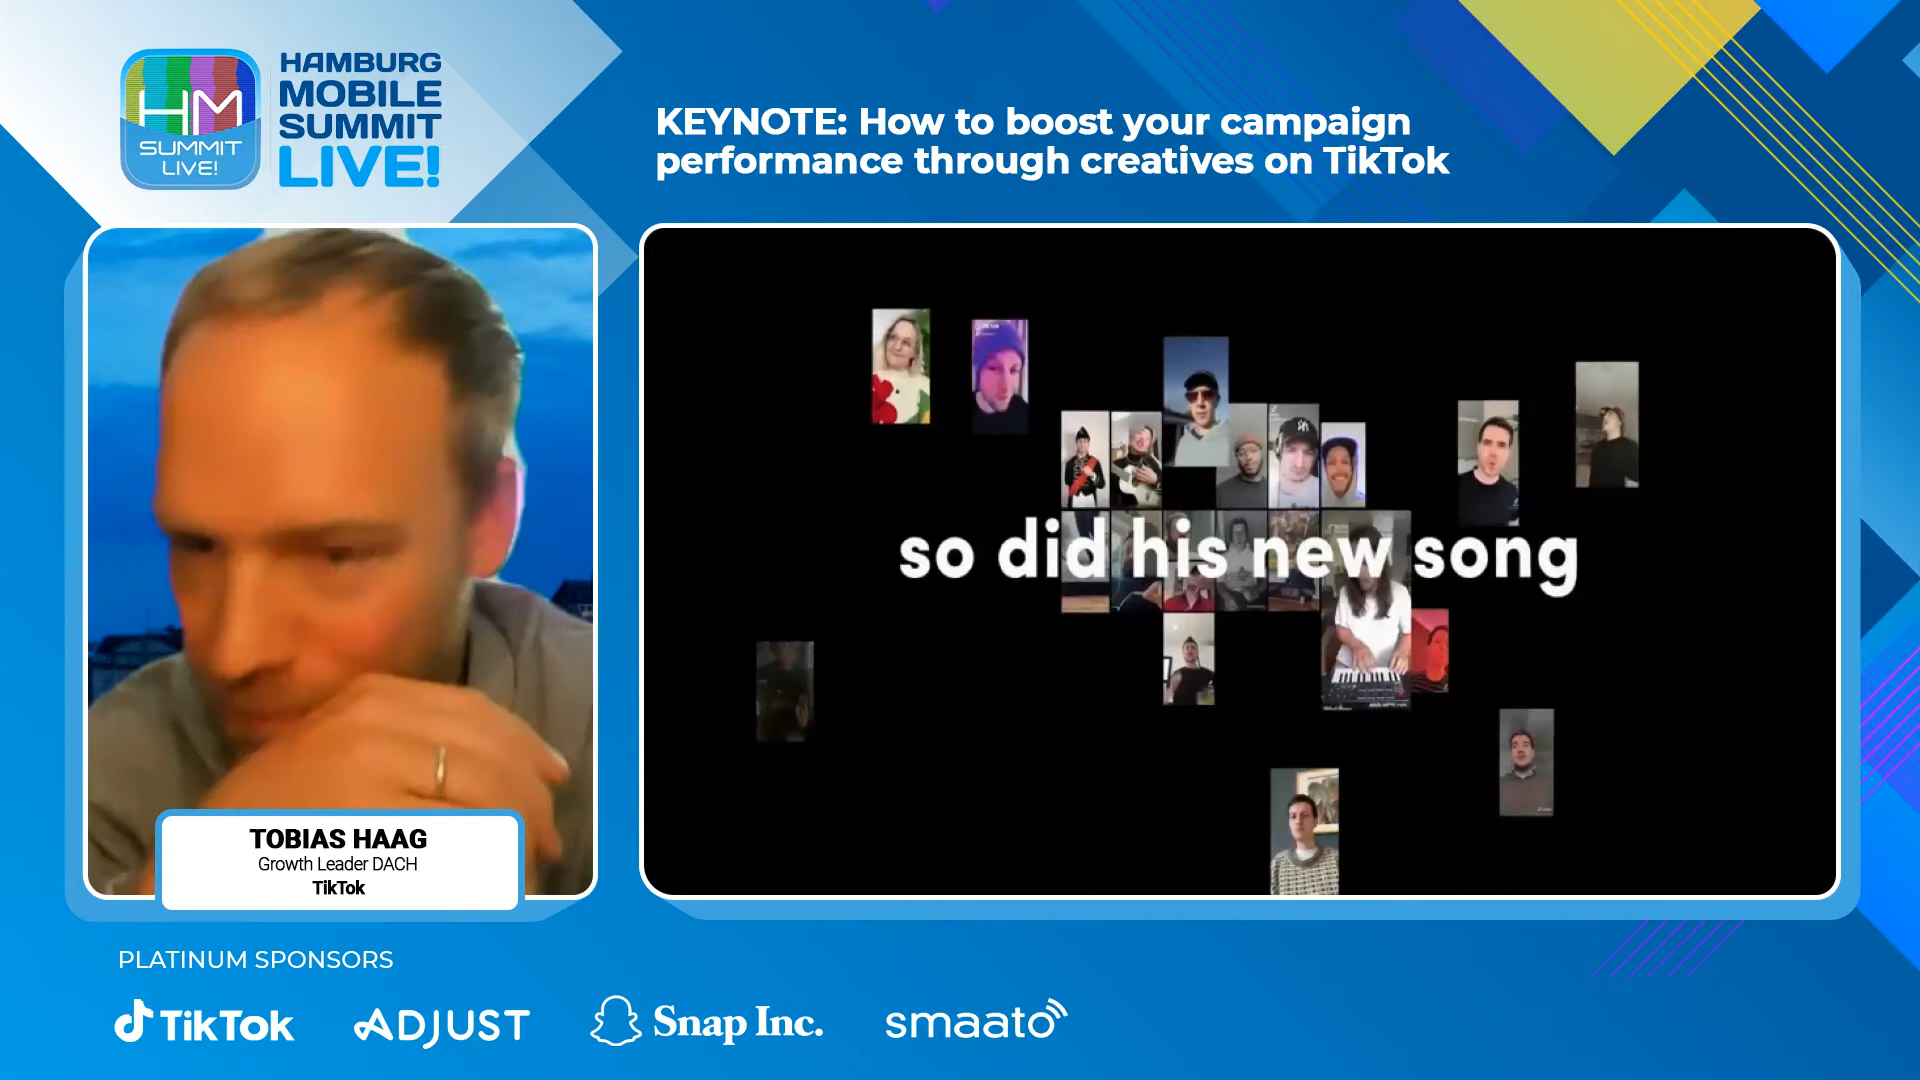 HM
SUMMIT
LIVE!
HAMBURG
MOBILE
SUMMIT
LIVE!
KEYNOTE: How to boost your campaign
performance through creatives on TikTok
so did his new song
TOBIAS HAAG
Growth Leader DACH
TikTok
PLATINUM SPONSORS
TikTok
ADJUST
Snap Inc.
smaato